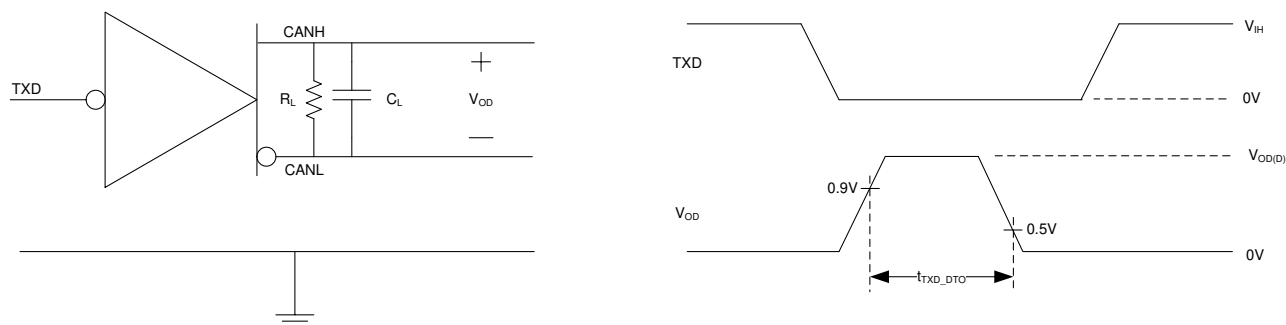 CANH
TXD
R_L
C_L
+
V_OD
—
CANL
V_IH
TXD
0V
V_OD(D)
0.9V
V_OD
0.5V
0V
t_TXD_DTO